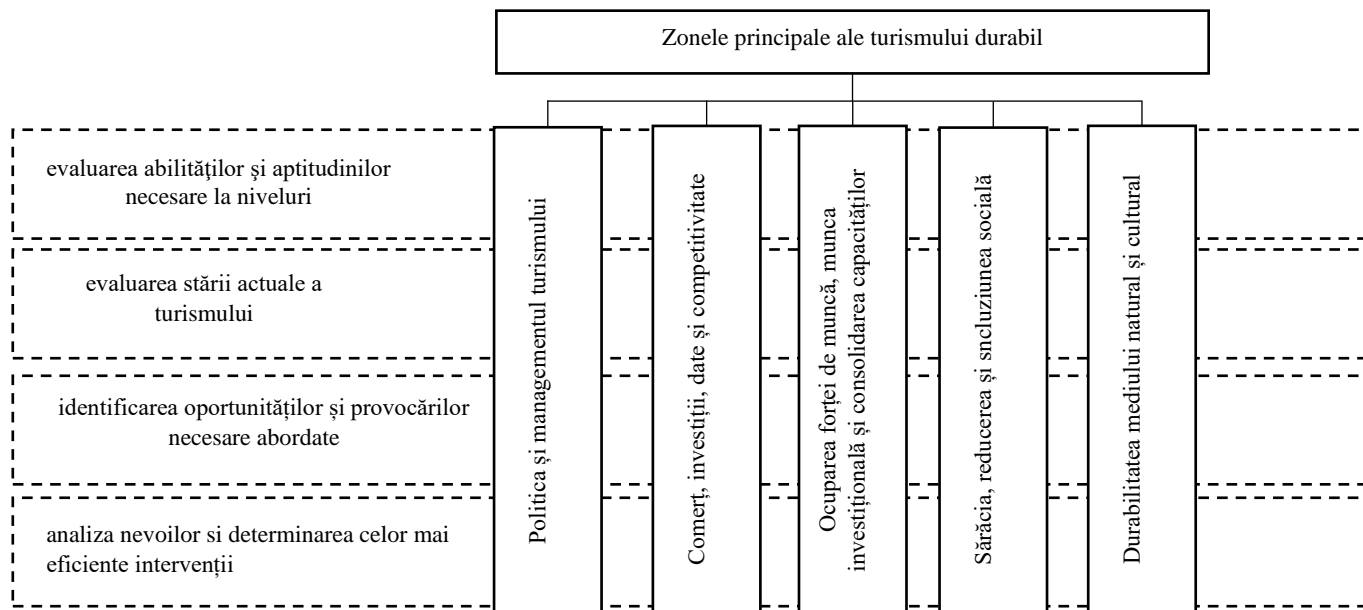 Zonele principale ale turismului durabil
evaluarea abilităţilor şi aptitudinilor
necesare la niveluri
evaluarea stării actuale a
turismului
identificarea oportunităților și provocărilor
necesare abordate
analiza nevoilor si determinarea celor mai
eficiente intervenții
Politica și managementul turismului
Comerț, investiții, date și competitivitate
Ocuparea forței de muncă, munca
investițională și consolidarea capacităților
Sărăcia, reducerea și sncluziunea socială
Durabilitatea mediului natural și cultural